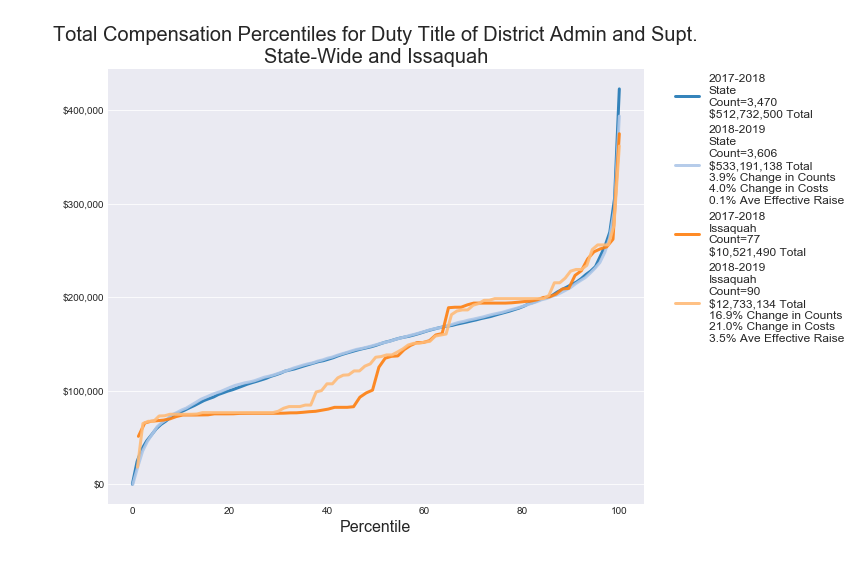 Total Compensation Percentiles for Duty Title of District Admin and Supt.
State-Wide and Issaquah
$400,000
$300,000
$200,000
$100,000
$0
0
20
40
60
80
100
Percentile
2017-2018
State
Count=3,470
$512,732,500 Total
2018-2019
State
Count=3,606
$533,191,138 Total
3.9% Change in Counts
4.0% Change in Costs
0.1% Ave Effective Raise
2017-2018
Issaquah
Count=77
$10,521,490 Total
2018-2019
Issaquah
Count=90
$12,733,134 Total
16.9% Change in Counts
21.0% Change in Costs
3.5% Ave Effective Raise